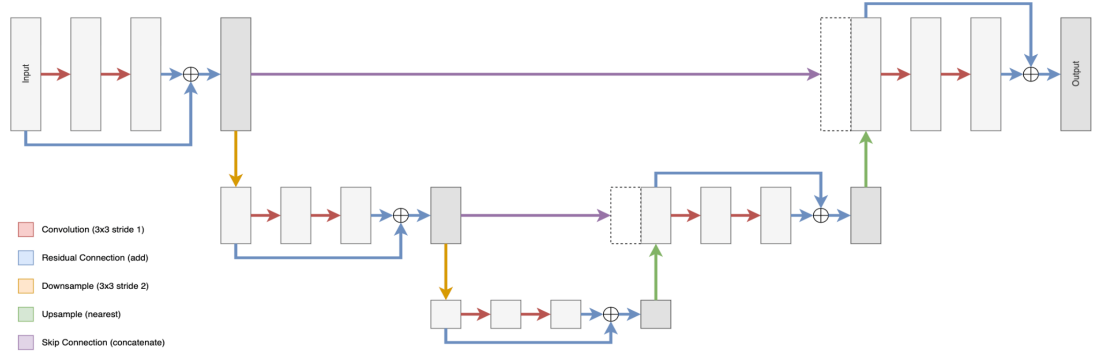 Input
Output
Convolution (3x3 stride 1)
Residual Connection (add)
Downsample (3x3 stride 2)
Upsample (nearest)
Skip Connection (concatenate)